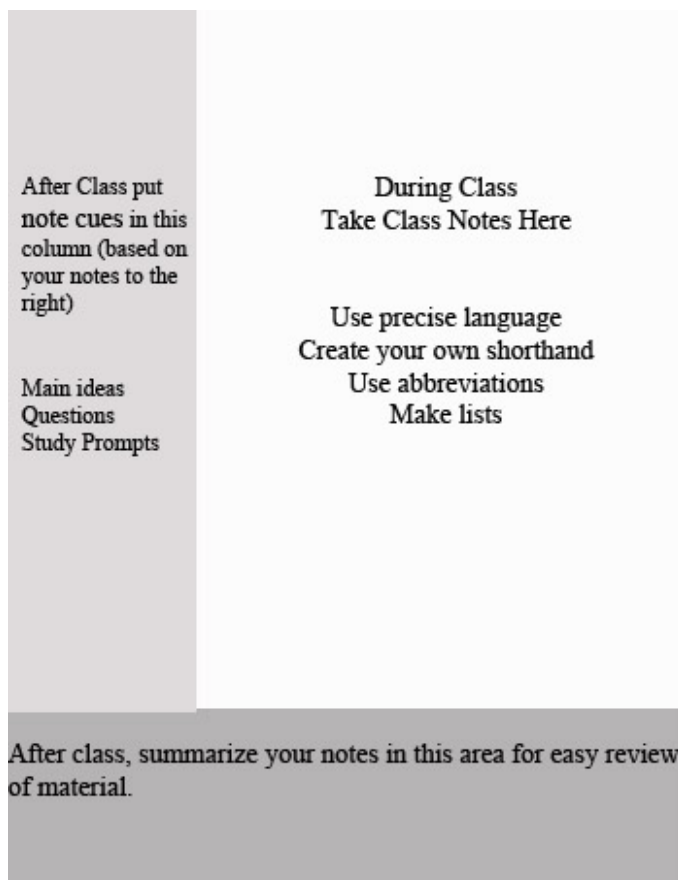 After Class put
note cues in this
column (based on
your notes to the
right)
Main ideas
Questions
Study Prompts
During Class
Take Class Notes Here
Use precise language
Create your own shorthand
Use abbreviations
Make lists
After class, summarize your notes in this area for easy review
of material.